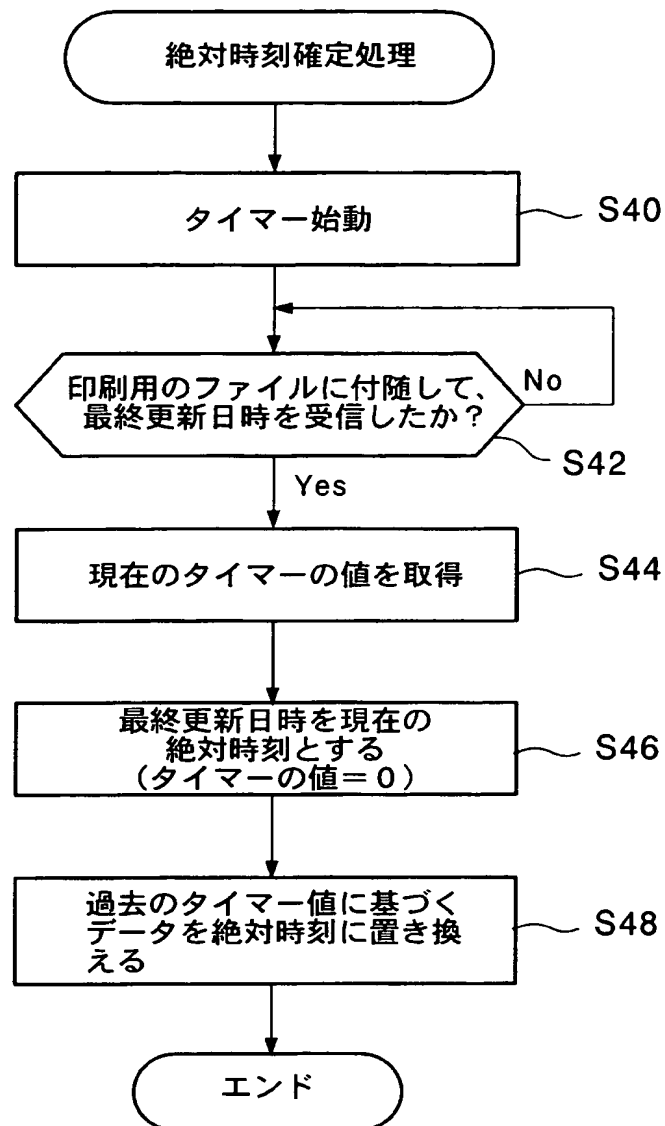 絶対時刻確定処理
タイマー始動
S40
印刷用のファイルに付随して、
最終更新日時を受信したか？
No
S42
Yes
現在のタイマーの値を取得
S44
最終更新日時を現在の
絶対時刻とする
（タイマーの値＝０）
S46
過去のタイマー値に基づく
データを絶対時刻に置き換
える
S48
エンド